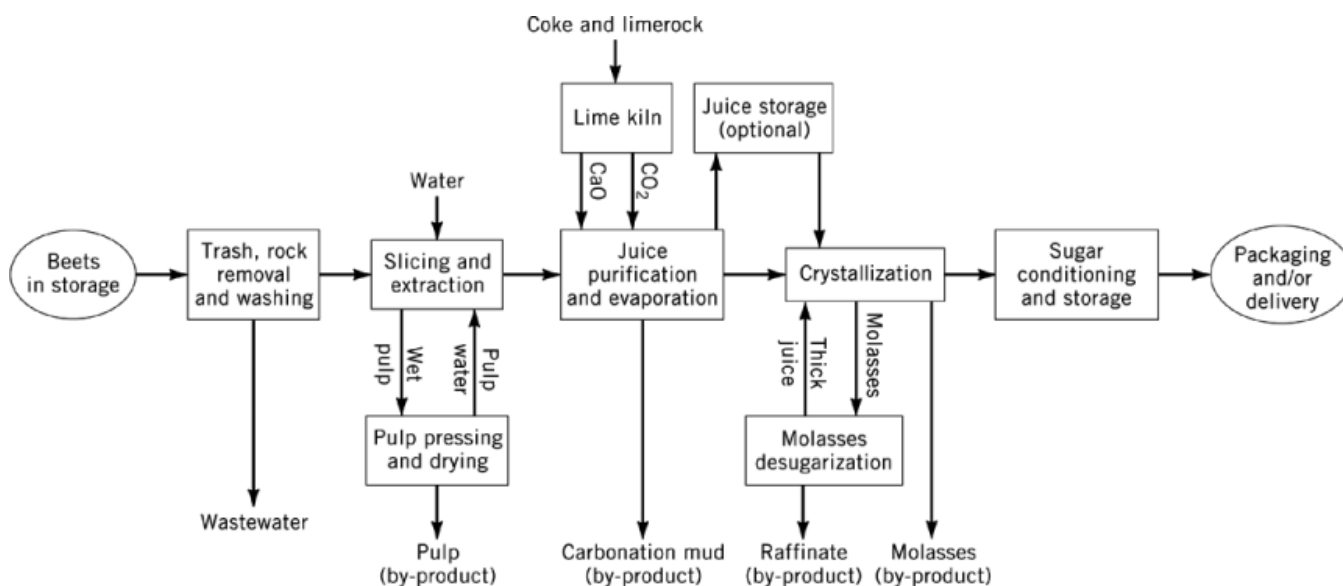 Coke and limerock
Lime kiln
Juice storage
(optional)
CaO
CO₂
Water
Beets
in storage
Trash, rock
removal
and washing
Slicing and
extraction
Juice
purification
and evaporation
Crystallization
Sugar
conditioning
and storage
Packaging
and/or
delivery
Wet
pulp
Pulp
water
Thick
juice
Molasses
Pulp pressing
and drying
Molasses
desugarization
Wastewater
Pulp
(by-product)
Carbonation mud
(by-product)
Raffinate
(by-product)
Molasses
(by-product)